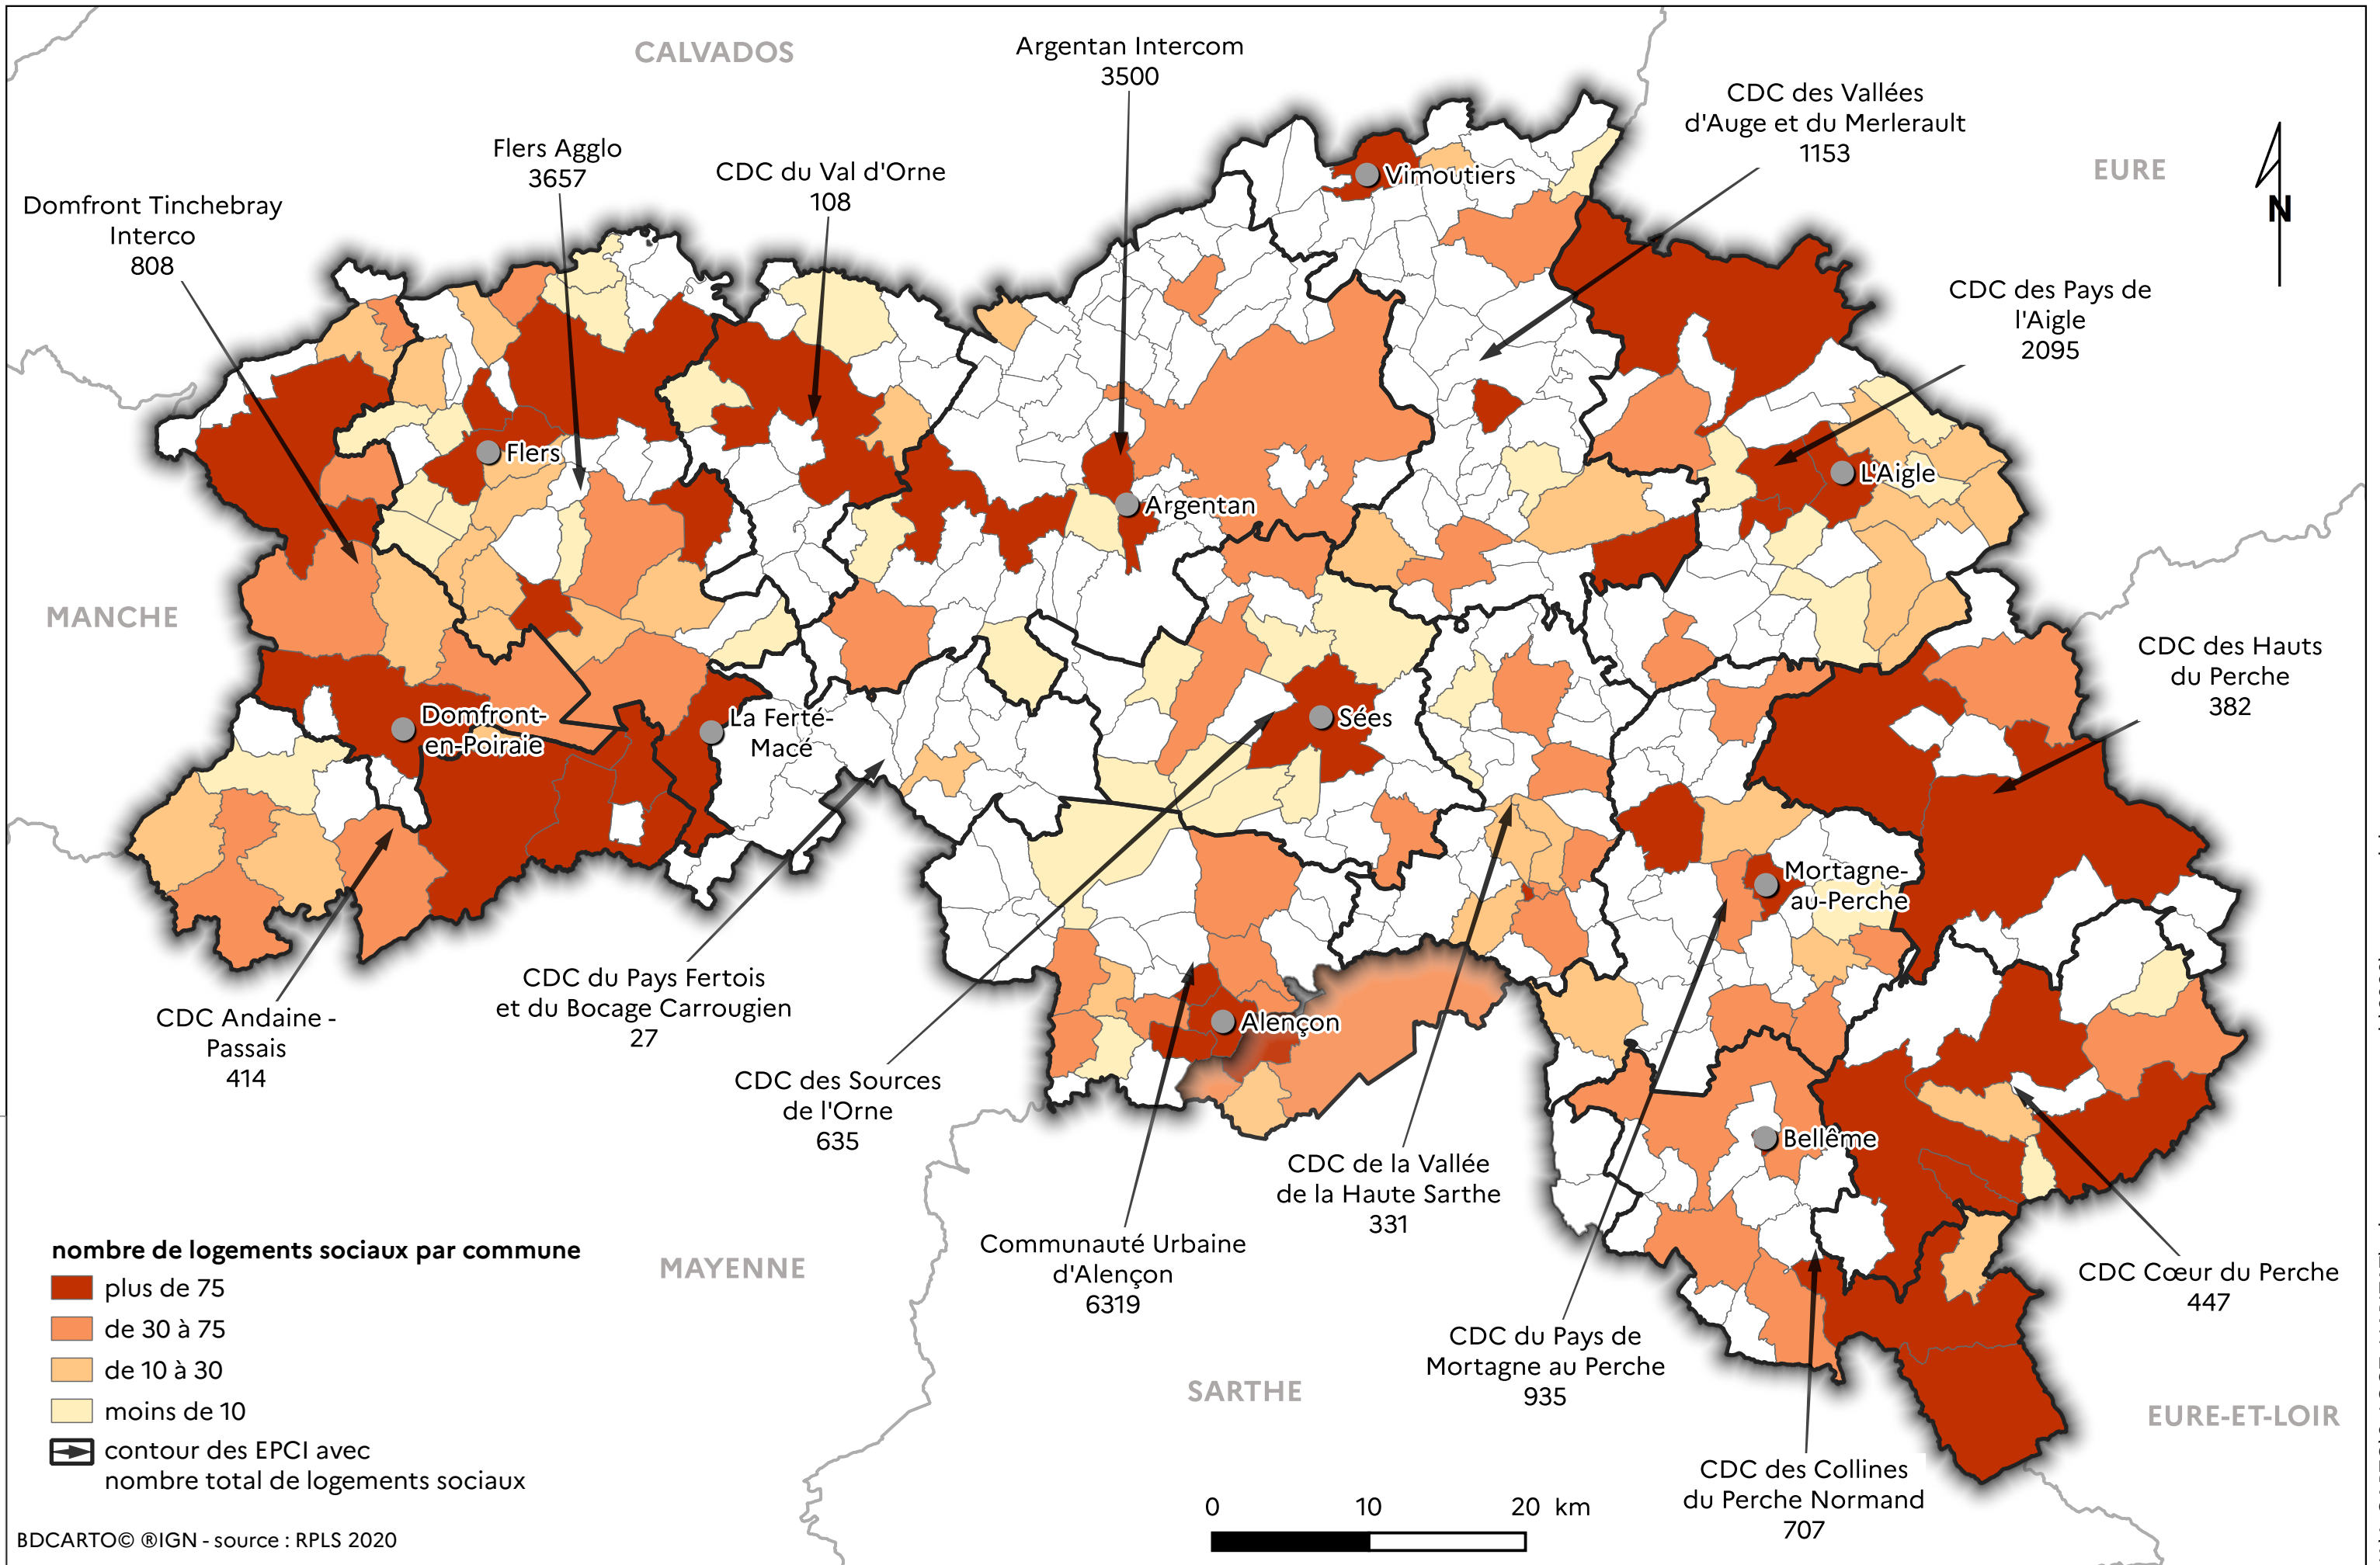 CALVADOS
Argentan Intercom
3500
CDC des Vallées
d'Auge et du Merlerault
1153
EURE
N
Flers Agglo
3657
CDC du Val d'Orne
108
Domfront Tinchebray
Interco
808
Vimoutiers
CDC des Pays de
l'Aigle
2095
Flers
L'Aigle
Argentan
MANCHE
CDC des Hauts
du Perche
382
Domfront-
en-Poiraie
La Ferté-
Macé
Sées
Mortagne-
au-Perche
CDC du Pays Fertois
et du Bocage Carrougien
27
CDC Andaine -
Passais
414
Alençon
CDC des Sources
de l'Orne
635
Bellême
CDC de la Vallée
de la Haute Sarthe
331
Communauté Urbaine
d'Alençon
6319
CDC Cœur du Perche
447
MAYENNE
CDC du Pays de
Mortagne au Perche
935
SARTHE
EURE-ET-LOIR
CDC des Collines
du Perche Normand
707
nombre de logements sociaux par commune
plus de 75
de 30 à 75
de 10 à 30
moins de 10
contour des EPCI avec
nombre total de logements sociaux
0 10 20 km
BDCARTO© ®IGN - source : RPLS 2020